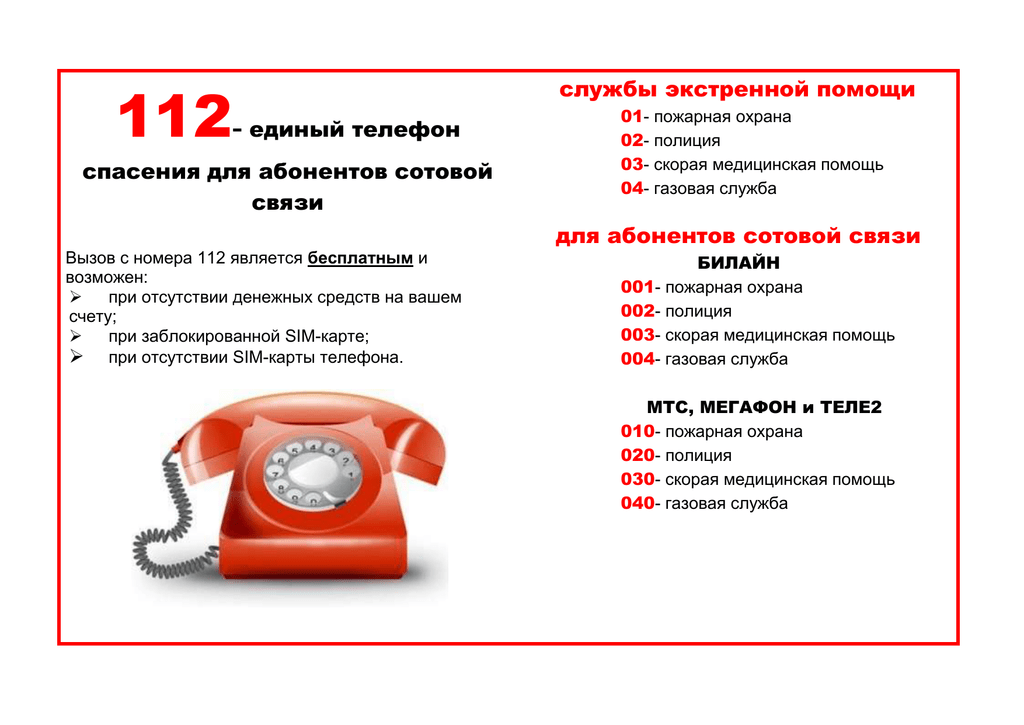 112- единый телефон
спасения для абонентов сотовой
связи
Вызов с номера 112 является бесплатным и
возможен:
➢ при отсутствии денежных средств на вашем
счету;
➢ при заблокированной SIM-карте;
➢ при отсутствии SIM-карты телефона.
службы экстренной помощи
01- пожарная охрана
02- полиция
03- скорая медицинская помощь
04- газовая служба
для абонентов сотовой связи
БИЛАЙН
001- пожарная охрана
002- полиция
003- скорая медицинская помощь
004- газовая служба
МТС, МЕГАФОН и ТЕЛЕ2
010- пожарная охрана
020- полиция
030- скорая медицинская помощь
040- газовая служба